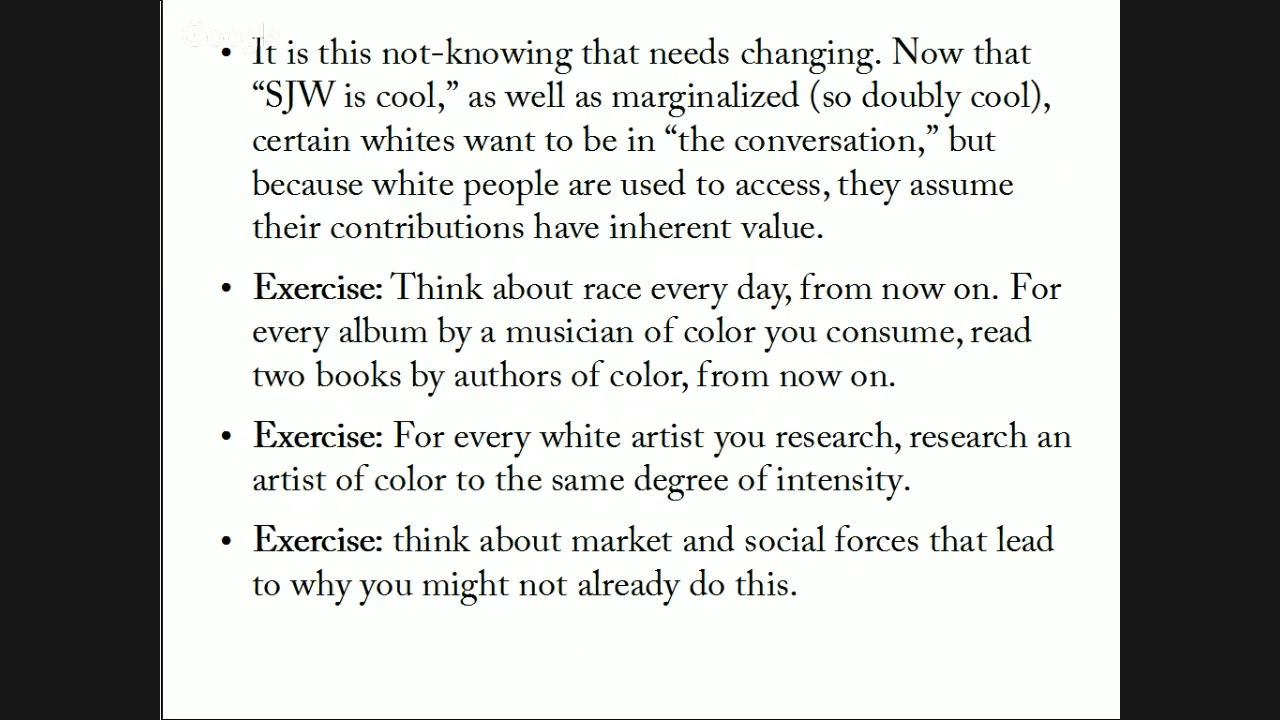 Google
• It is this not-knowing that needs changing. Now that
“SJW is cool,” as well as marginalized (so doubly cool),
certain whites want to be in “the conversation,” but
because white people are used to access, they assume
their contributions have inherent value.
• Exercise: Think about race every day, from now on. For
every album by a musician of color you consume, read
two books by authors of color, from now on.
• Exercise: For every white artist you research, research an
artist of color to the same degree of intensity.
• Exercise: think about market and social forces that lead
to why you might not already do this.